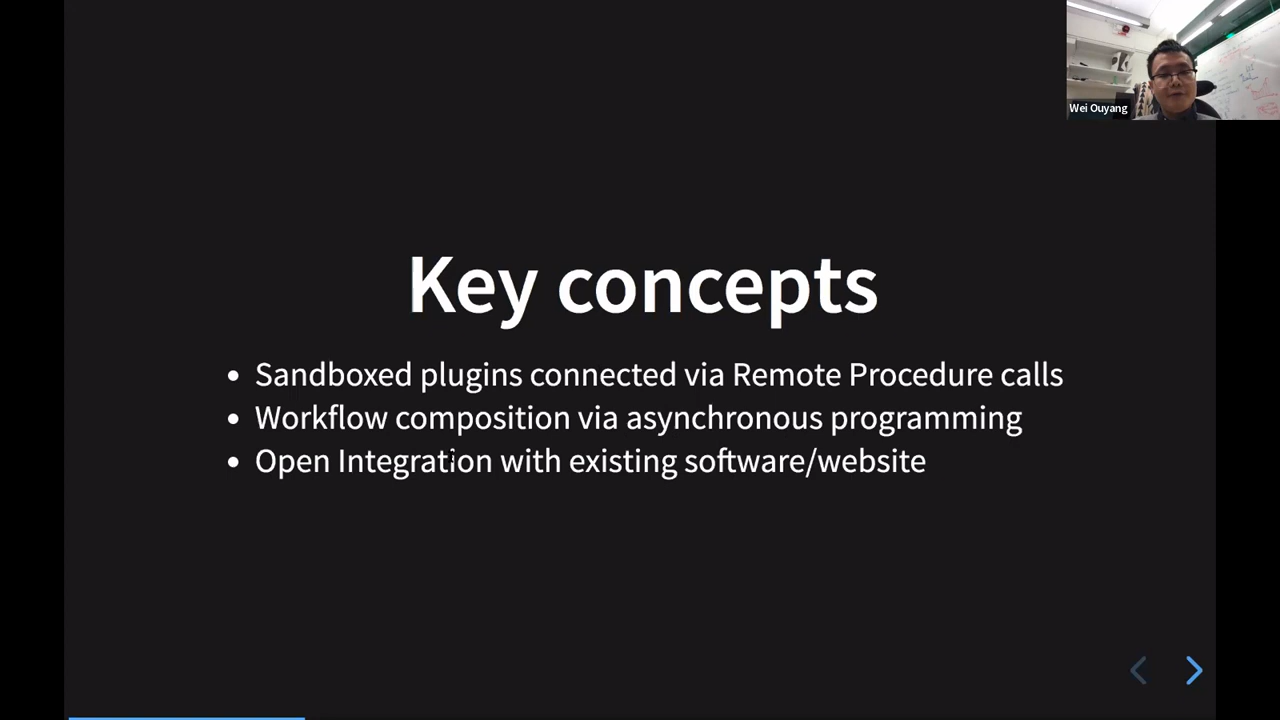 Wei Ouyang
Key concepts
• Sandboxed plugins connected via Remote Procedure calls
• Workflow composition via asynchronous programming
• Open Integration with existing software/website